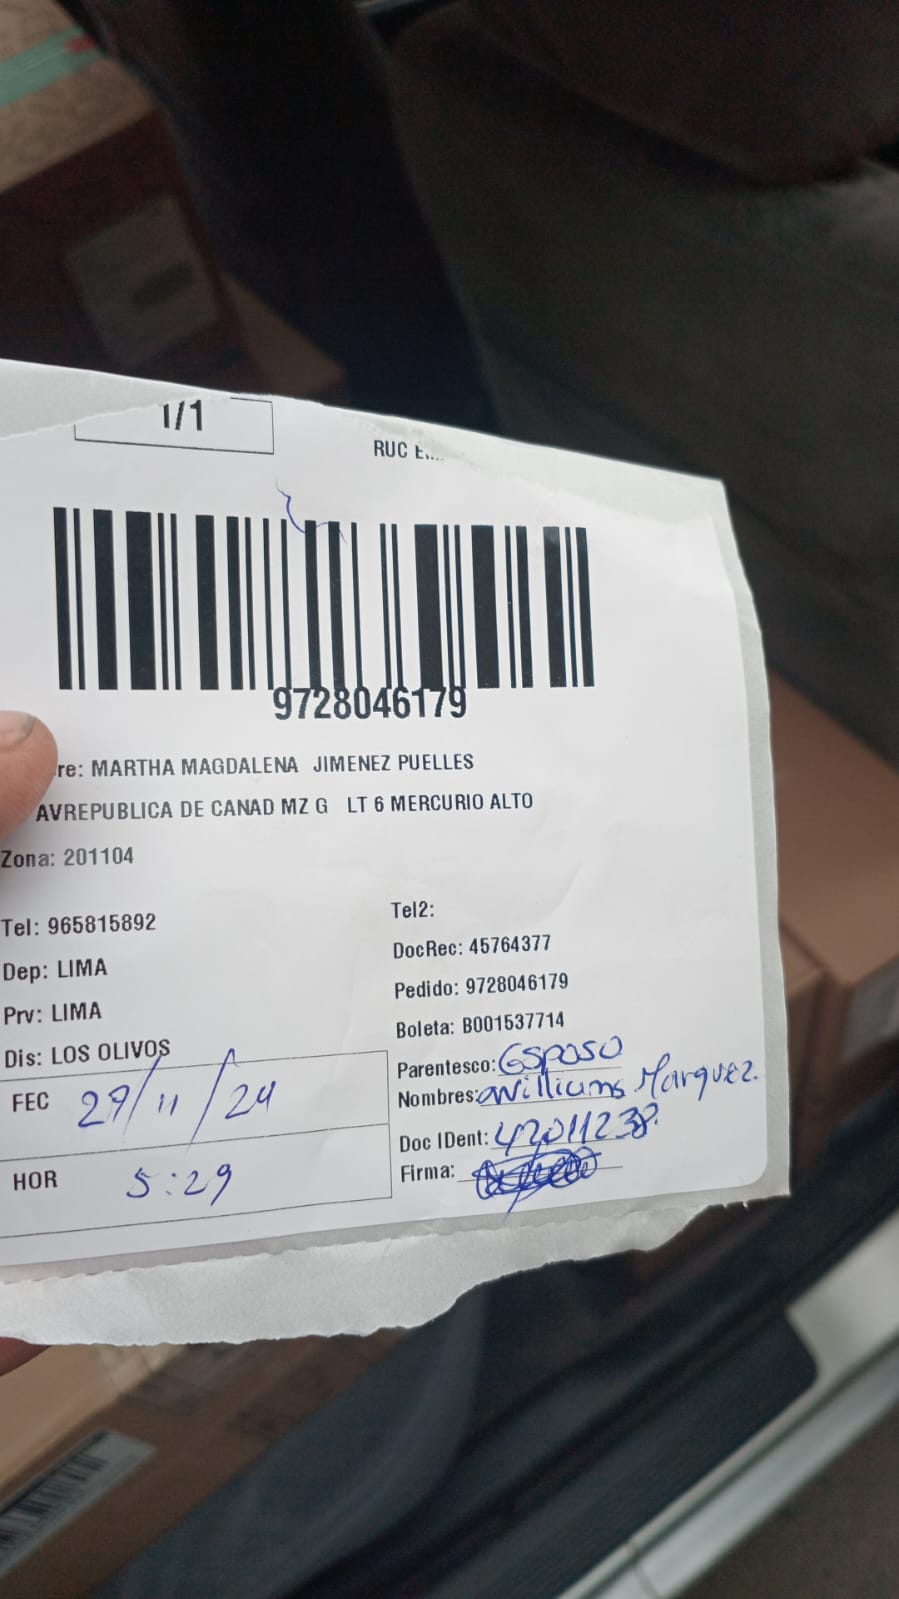 1/1
RUC E
9728046179
re: MARTHA MAGDALENA JIMENEZ PUELLES
AVREPUBLICA DE CANAD MZ G LT 6 MERCURIO ALTO
Zona: 201104
Tel: 965815892
Tel2:
Dep: LIMA
DocRec: 45764377
Prv: LIMA
Pedido: 9728046179
Dis: LOS OLIVOS
Boleta: B001537714
FEC 29/11/24
Parentesco: Esposo
Nombres: Williums Marquez.
HOR 5:29
Doc IDent:
Firma: